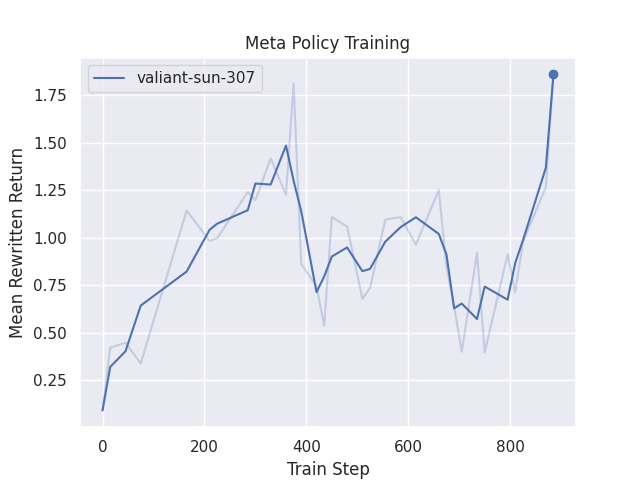 Meta Policy Training
valiant-sun-307
Mean Rewritten Return
1.75
1.50
1.25
1.00
0.75
0.50
0.25
0 200 400 600 800
Train Step